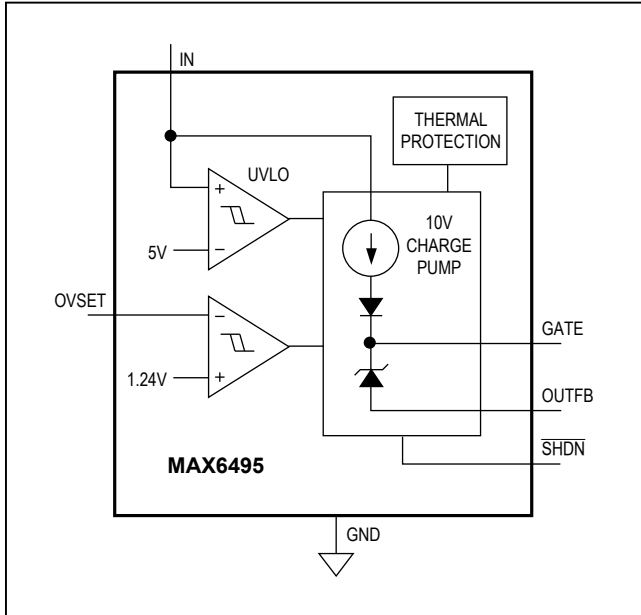 IN
THERMAL
PROTECTION
UVLO
+
−
5V
10V
CHARGE
PUMP
OVSET
−
+
1.24V
GATE
OUTFB
SHDN
MAX6495
GND